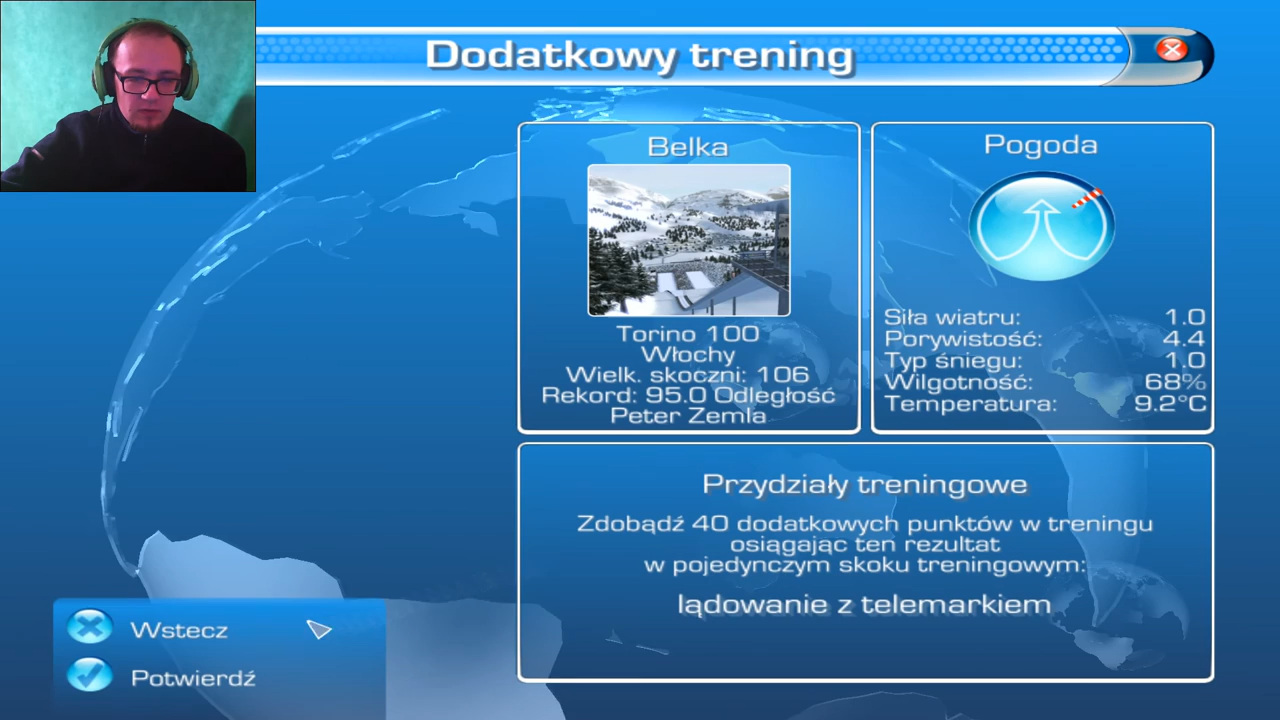 Dodatkowy trening
Belka
Torino 100
Włochy
Wielk. skoczni: 106
Rekord: 95.0 Odległość
Peter Zemla
Pogoda
Siła wiatru: 1.0
Porywistość: 4.4
Typ śniegu: 1.0
Wilgotność: 68%
Temperatura: 9.2°C
Przydziały treningowe
Zdobądź 40 dodatkowych punktów w treningu
osiągając ten rezultat
w pojedynczym skoku treningowym:
lądowanie z telemarkiem
Wstecz
Potwierdź